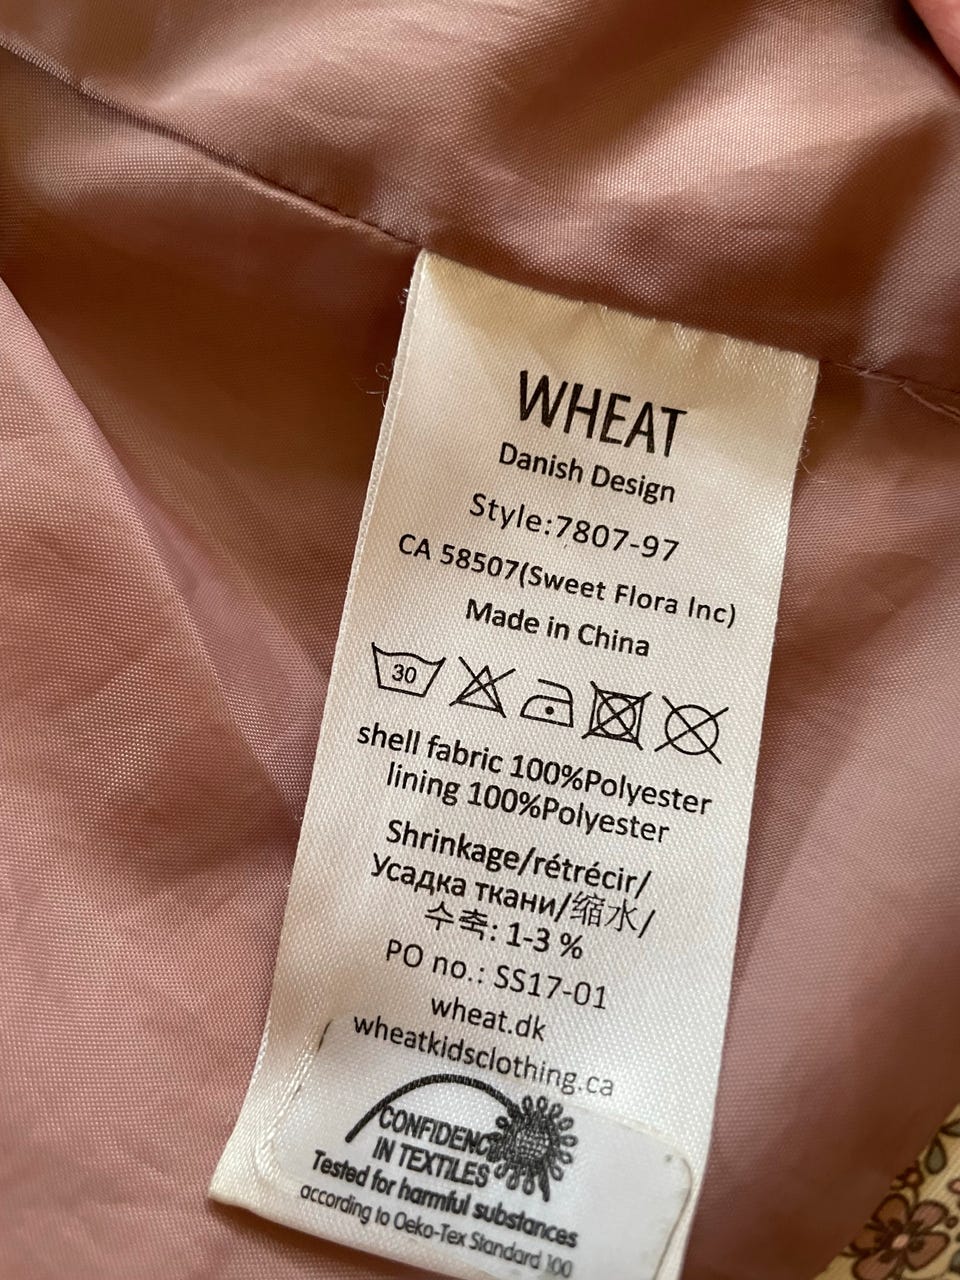 WHEAT
Danish Design
Style:7807-97
CA 58507(Sweet Flora Inc)
Made in China
30
shell fabric 100%Polyester
lining 100%Polyester
Shrinkage/rétrécir/
Усадка ткани/缩水/
수축: 1-3 %
PO no.: SS17-01
wheat.dk
wheatkidsclothing.ca
CONFIDENCE
IN TEXTILES
Tested for harmful substances
according to Oeko-Tex Standard 100